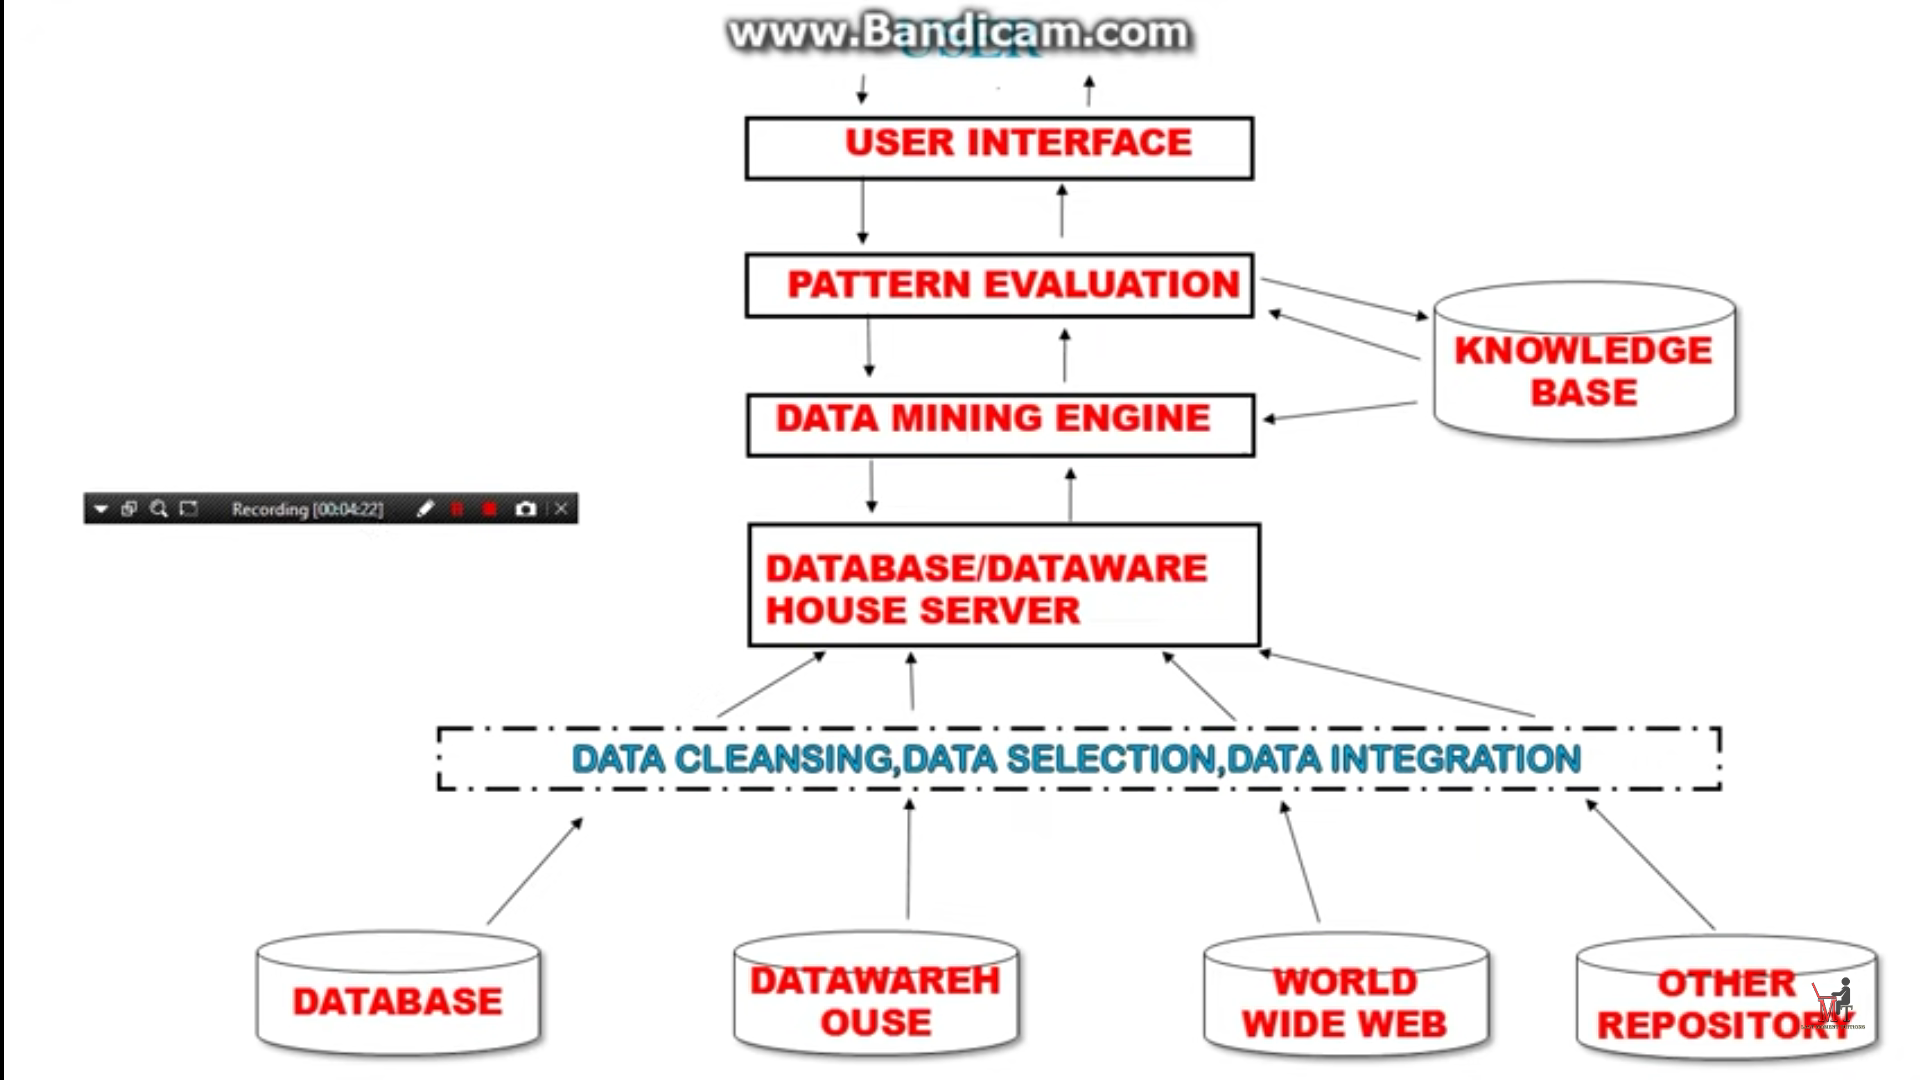 www.Bandicam.com
USER
USER INTERFACE
PATTERN EVALUATION
KNOWLEDGE
BASE
DATA MINING ENGINE
Recording [00:04:22]
DATABASE/DATAWARE
HOUSE SERVER
DATA CLEANSING,DATA SELECTION,DATA INTEGRATION
DATABASE
DATAWAREH
OUSE
WORLD
WIDE WEB
OTHER
REPOSITORY